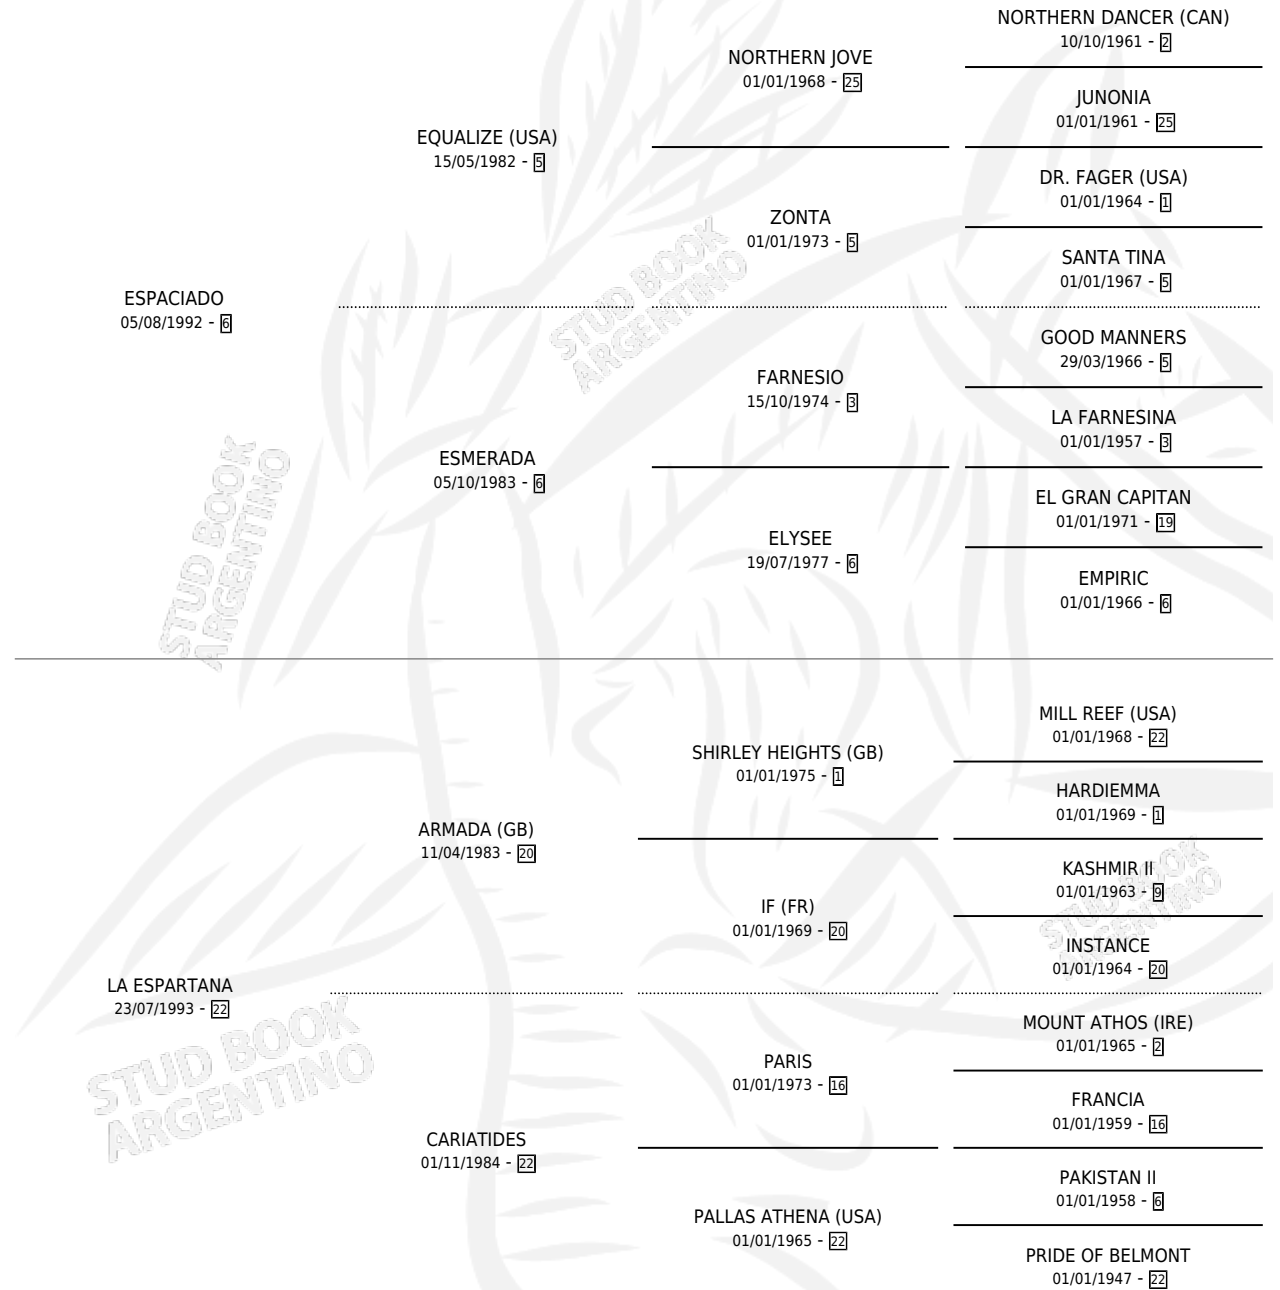 NORTHERN DANCER (CAN)
10/10/1961 - 2
NORTHERN JOVE
01/01/1968 - 25
JUNONIA
01/01/1961 - 25
EQUALIZE (USA)
15/05/1982 - 5
DR. FAGER (USA)
01/01/1964 - 1
ZONTA
01/01/1973 - 5
SANTA TINA
01/01/1967 - 5
ESPACIADO
05/08/1992 - 6
GOOD MANNERS
29/03/1966 - 5
FARNESIO
15/10/1974 - 3
LA FARNESINA
01/01/1957 - 3
ESMERADA
05/10/1983 - 6
EL GRAN CAPITAN
01/01/1971 - 19
ELYSEE
19/07/1977 - 6
EMPIRIC
01/01/1966 - 6
MILL REEF (USA)
01/01/1968 - 22
SHIRLEY HEIGHTS (GB)
01/01/1975 - 1
HARDIEMMA
01/01/1969 - 1
ARMADA (GB)
11/04/1983 - 20
KASHMIR II
01/01/1963 - 9
IF (FR)
01/01/1969 - 20
INSTANCE
01/01/1964 - 20
LA ESPARTANA
23/07/1993 - 22
MOUNT ATHOS (IRE)
01/01/1965 - 2
PARIS
01/01/1973 - 16
FRANCIA
01/01/1959 - 16
CARIATIDES
01/11/1984 - 22
PAKISTAN II
01/01/1958 - 6
PALLAS ATHENA (USA)
01/01/1965 - 22
PRIDE OF BELMONT
01/01/1947 - 22
STUD BOOK
ARGENTINO
STUD BOOK
ARGENTINO
STUD BOOK
ARGENTINO
STUD BOOK
ARGENTINO